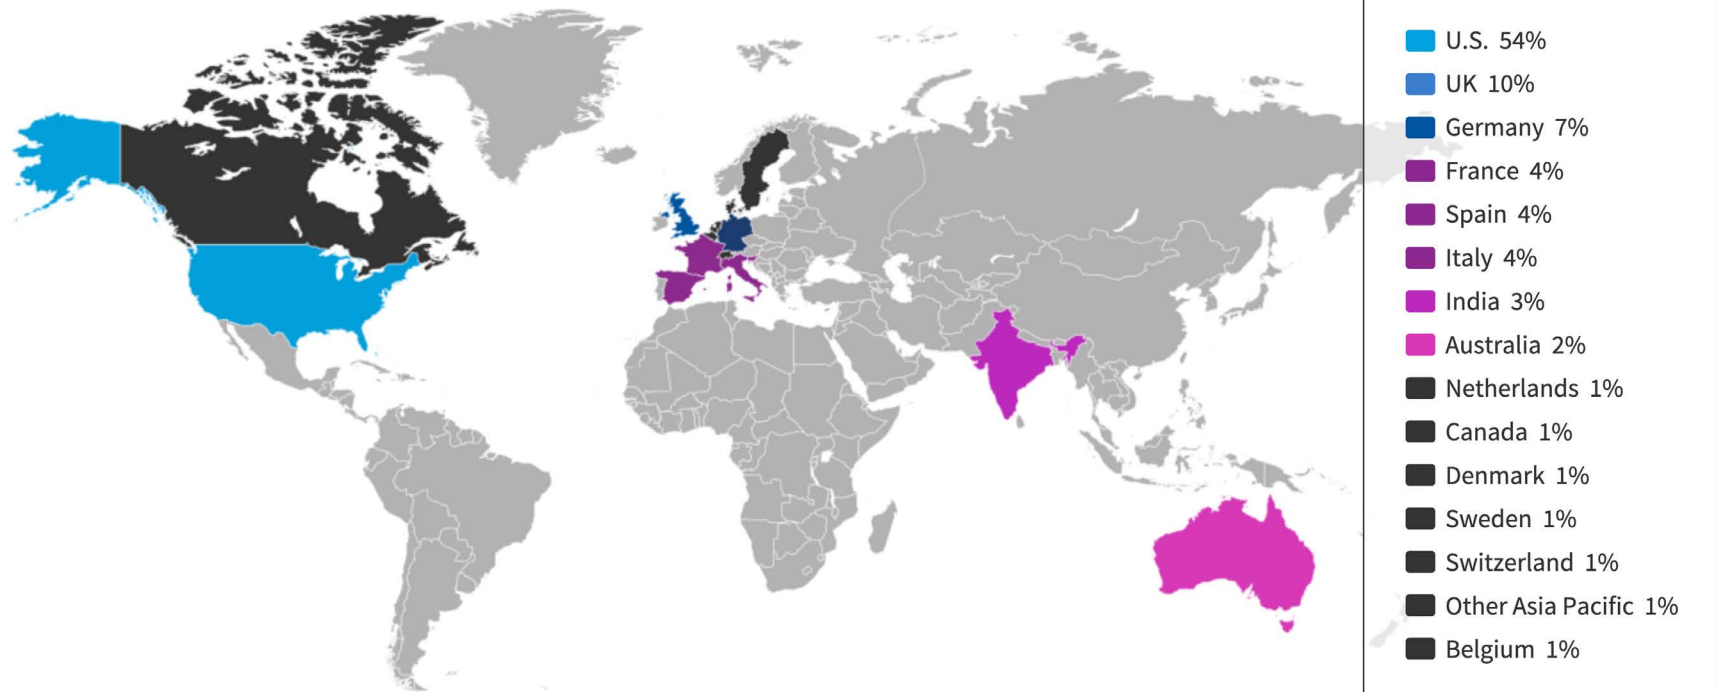 U.S. 54%
UK 10%
Germany 7%
France 4%
Spain 4%
Italy 4%
India 3%
Australia 2%
Netherlands 1%
Canada 1%
Denmark 1%
Sweden 1%
Switzerland 1%
Other Asia Pacific 1%
Belgium 1%